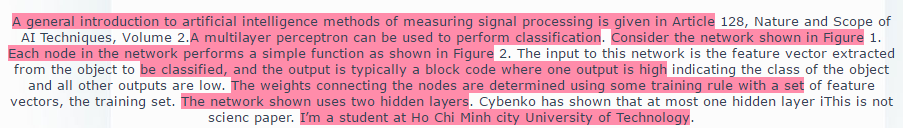 A general introduction to artificial intelligence methods of measuring signal processing is given in Article 128, Nature and Scope of
AI Techniques, Volume 2.A multilayer perceptron can be used to perform classification. Consider the network shown in Figure 1.
Each node in the network performs a simple function as shown in Figure 2. The input to this network is the feature vector extracted
from the object to be classified, and the output is typically a block code where one output is high indicating the class of the object
and all other outputs are low. The weights connecting the nodes are determined using some training rule with a set of feature
vectors, the training set. The network shown uses two hidden layers. Cybenko has shown that at most one hidden layer iThis is not
scienc paper. I'm a student at Ho Chi Minh city University of Technology.